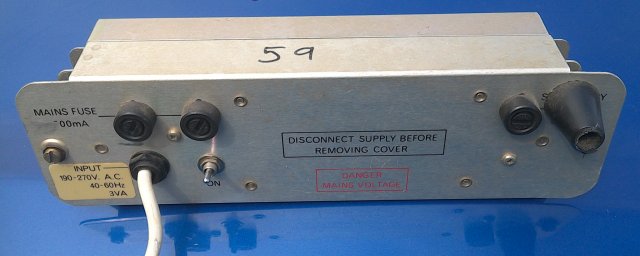 59
MAINS FUSE
00mA
DISCONNECT SUPPLY BEFORE
REMOVING COVER
INPUT
190-270V. A.C.
40-60Hz
3VA
ON
DANGER
MAINS VOLTAGE